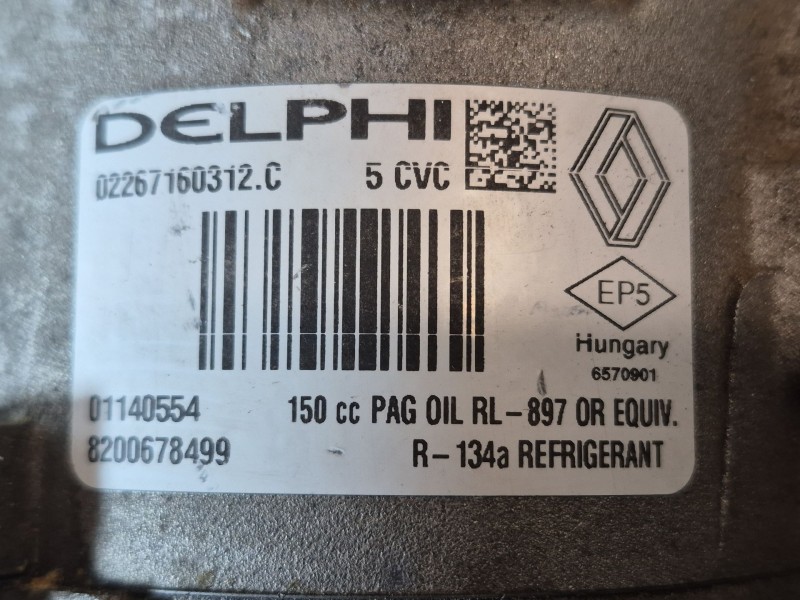 DELPHI
02267160312.C 5 CVC
EP5
Hungary
6570901
01140554 150 cc PAG OIL RL-897 OR EQUIV.
8200678499 R-134a REFRIGERANT